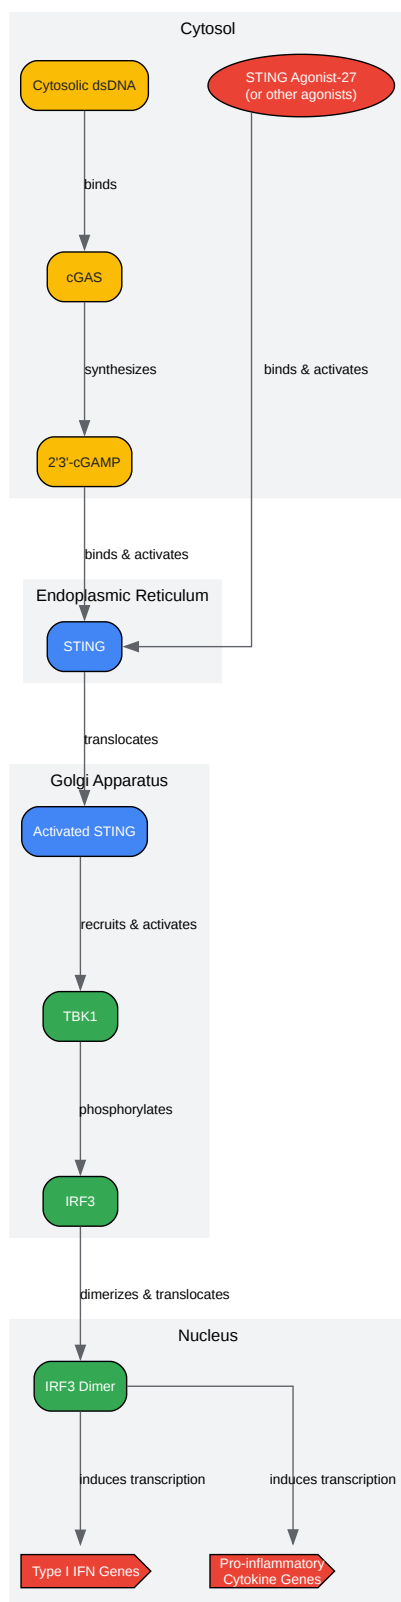 Cytosol
Cytosolic dsDNA
STING Agonist-27
(or other agonists)
binds
cGAS
synthesizes
binds & activates
2'3'-cGAMP
binds & activates
Endoplasmic Reticulum
STING
translocates
Golgi Apparatus
Activated STING
recruits & activates
TBK1
phosphorylates
IRF3
dimerizes & translocates
Nucleus
IRF3 Dimer
induces transcription
induces transcription
Type I IFN Genes
Pro-inflammatory
Cytokine Genes